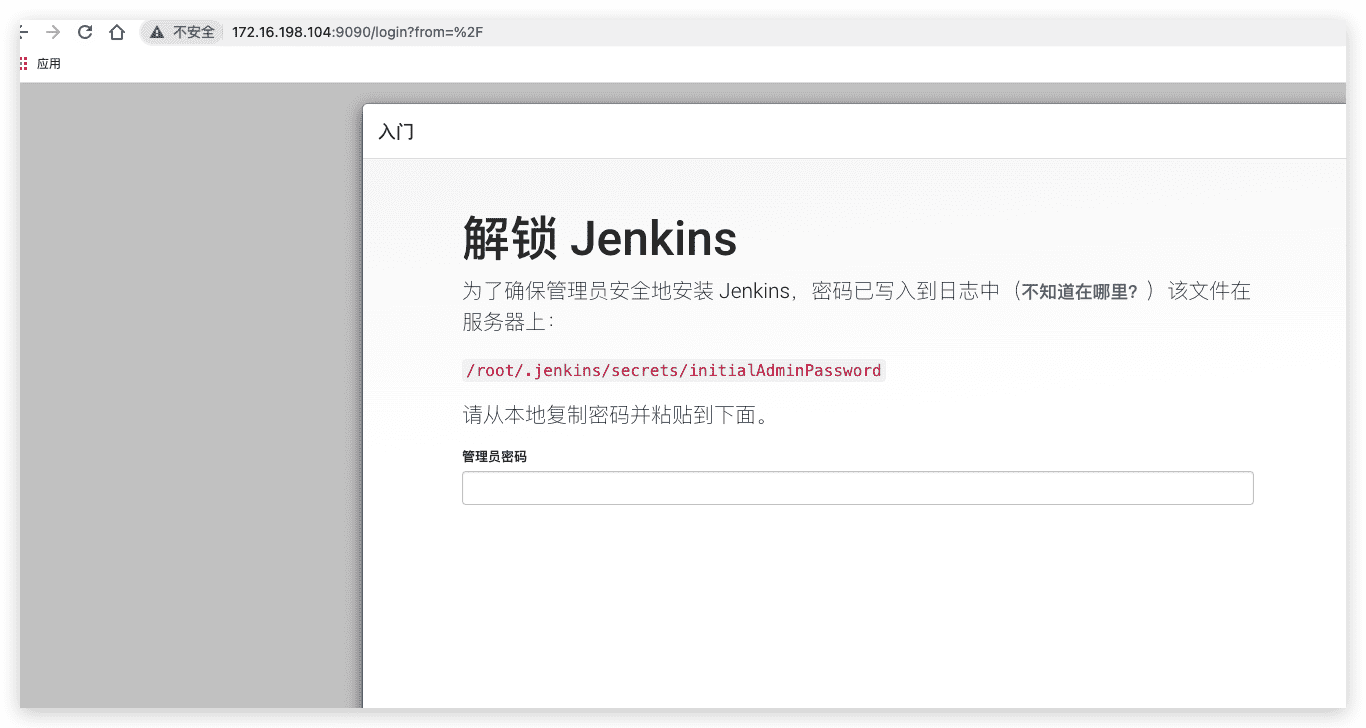 不安全 172.16.198.104:9090/login?from=%2F
应用
入门
解锁 Jenkins
为了确保管理员安全地安装 Jenkins，密码已写入到日志中（不知道在哪里？）该文件在
服务器上：
/root/.jenkins/secrets/initialAdminPassword
请从本地复制密码并粘贴到下面。
管理员密码